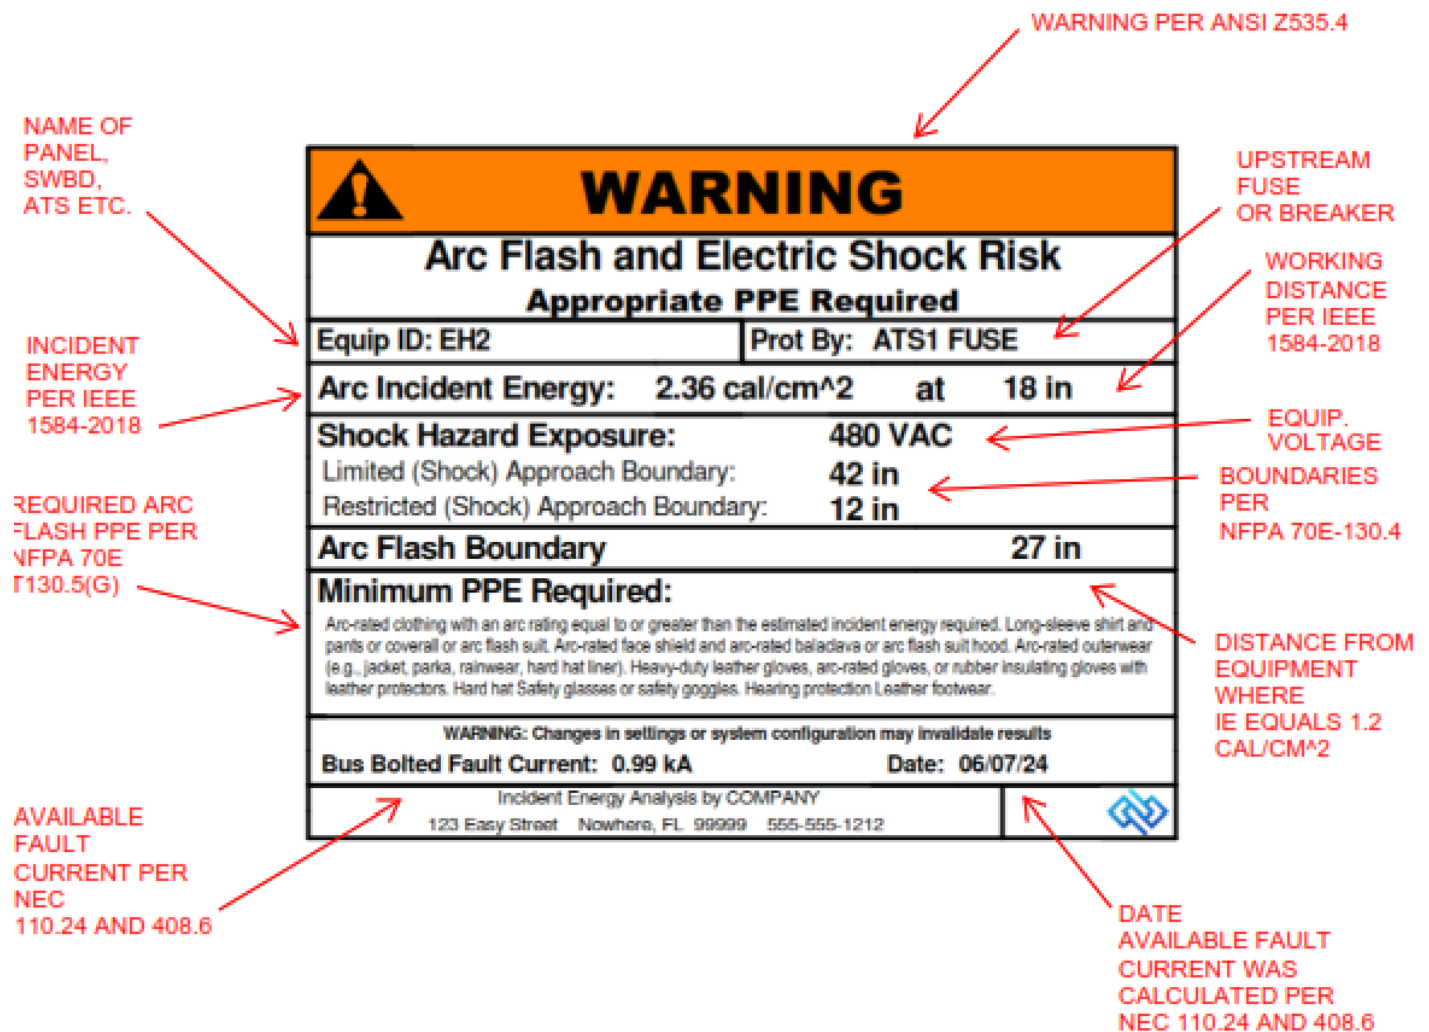 WARNING PER ANSI Z535.4
NAME OF
PANEL,
SWBD,
ATS ETC.
UPSTREAM
FUSE
OR BREAKER
WORKING
DISTANCE
PER IEEE
1584-2018
INCIDENT
ENERGY
PER IEEE
1584-2018
EQUIP.
VOLTAGE
BOUNDARIES
PER
NFPA 70E-130.4
REQUIRED ARC
FLASH PPE PER
NFPA 70E
T130.5(G)
DISTANCE FROM
EQUIPMENT
WHERE
IE EQUALS 1.2
CAL/CM^2
AVAILABLE
FAULT
CURRENT PER
NEC
110.24 AND 408.6
DATE
AVAILABLE FAULT
CURRENT WAS
CALCULATED PER
NEC 110.24 AND 408.6
WARNING
Arc Flash and Electric Shock Risk
Appropriate PPE Required
Equip ID: EH2 Prot By: ATS1 FUSE
Arc Incident Energy: 2.36 cal/cm^2 at 18 in
Shock Hazard Exposure: 480 VAC
Limited (Shock) Approach Boundary: 42 in
Restricted (Shock) Approach Boundary: 12 in
Arc Flash Boundary 27 in
Minimum PPE Required:
Arc-rated clothing with an arc rating equal to or greater than the estimated incident energy required. Long-sleeve shirt and
pants or coverall or arc flash suit. Arc-rated face shield and arc-rated balaclava or arc flash suit hood. Arc-rated outerwear
(e.g., jacket, parka, rainwear, hard hat liner). Heavy-duty leather gloves, arc-rated gloves, or rubber insulating gloves with
leather protectors. Hard hat Safety glasses or safety goggles. Hearing protection Leather footwear.
WARNING: Changes in settings or system configuration may invalidate results
Bus Bolted Fault Current: 0.99 kA Date: 06/07/24
Incident Energy Analysis by COMPANY
123 Easy Street Nowhere, FL 99999 555-555-1212